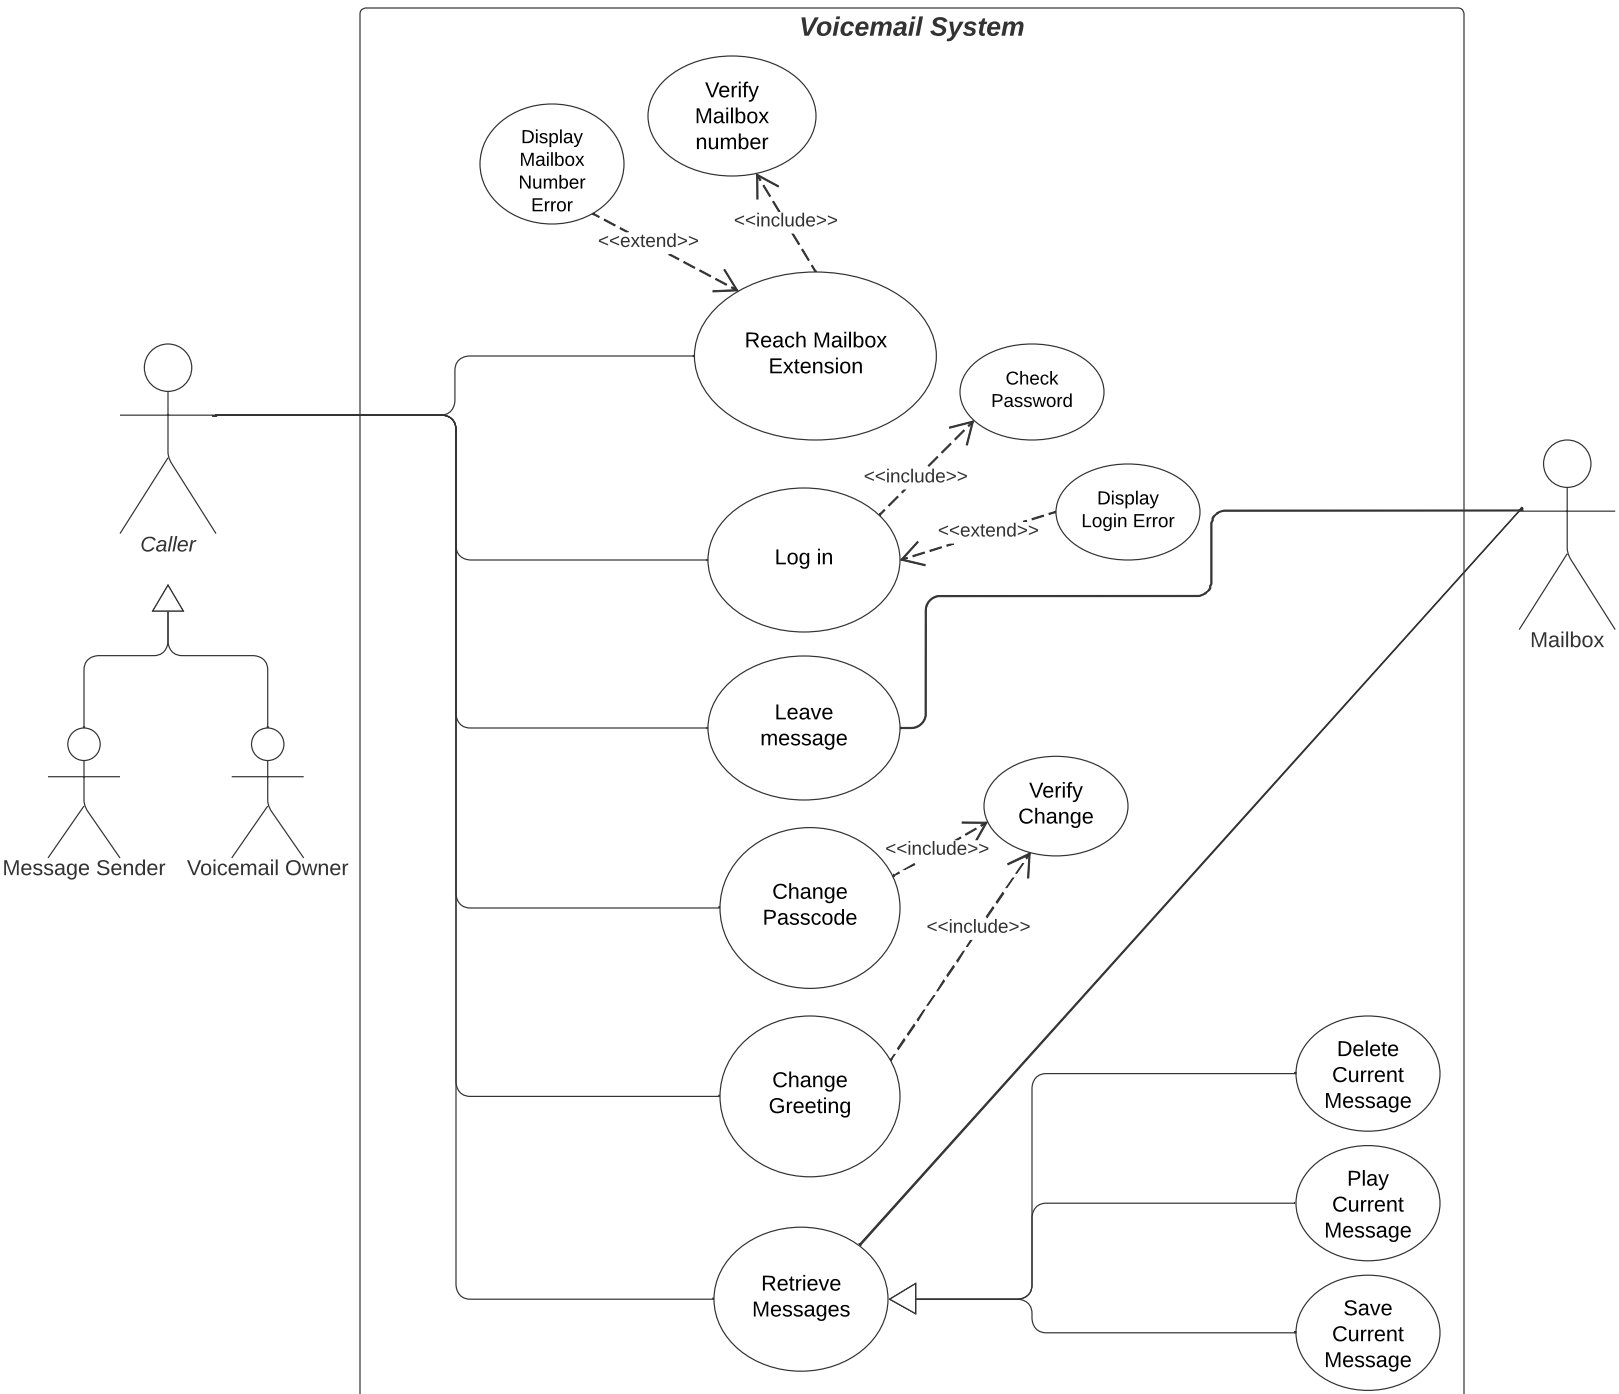 Voicemail System
Verify
Mailbox
number
Display
Mailbox
Number
Error
<<include>>
<<extend>>
Reach Mailbox
Extension
Check
Password
<<include>>
Display
Login Error
<<extend>>
Log in
Caller
Mailbox
Leave
message
Verify
Change
<<include>>
Message Sender
Voicemail Owner
Change
Passcode
<<include>>
Change
Greeting
Delete
Current
Message
Play
Current
Message
Retrieve
Messages
Save
Current
Message